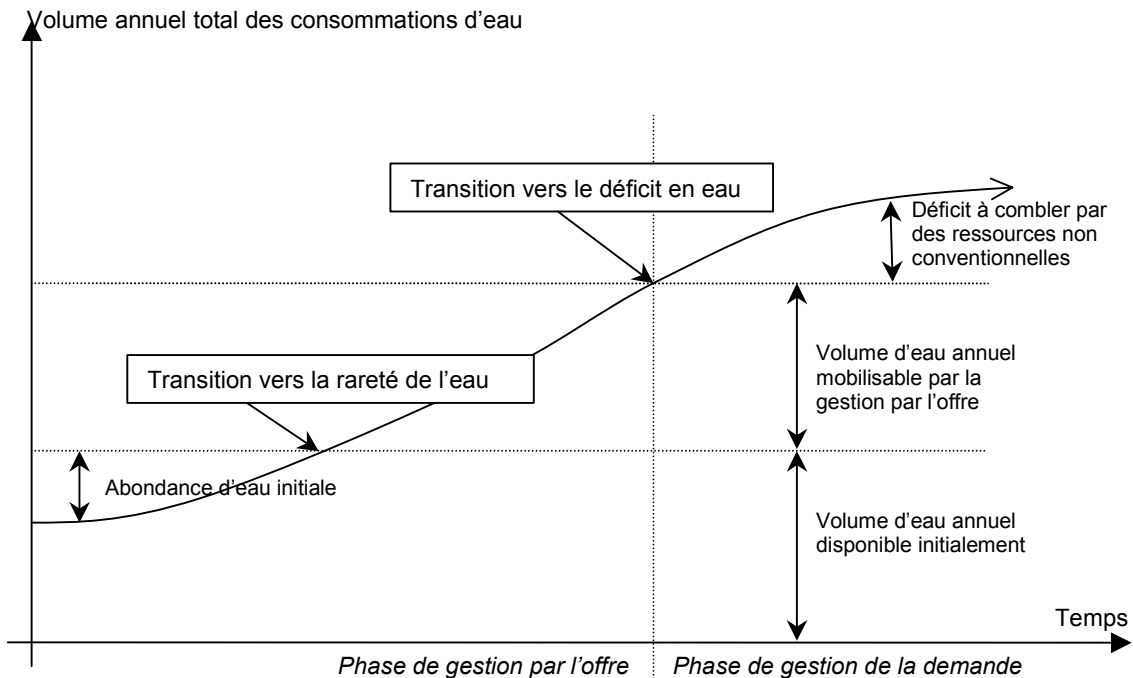 Volume annuel total des consommations d'eau
Transition vers le déficit en eau
Déficit à combler par
des ressources non
conventionnelles
Volume d'eau annuel
mobilisable par la
gestion par l'offre
Transition vers la rareté de l'eau
Abondance d'eau initiale
Volume d'eau annuel
disponible initialement
Temps
Phase de gestion par l'offre
Phase de gestion de la demande